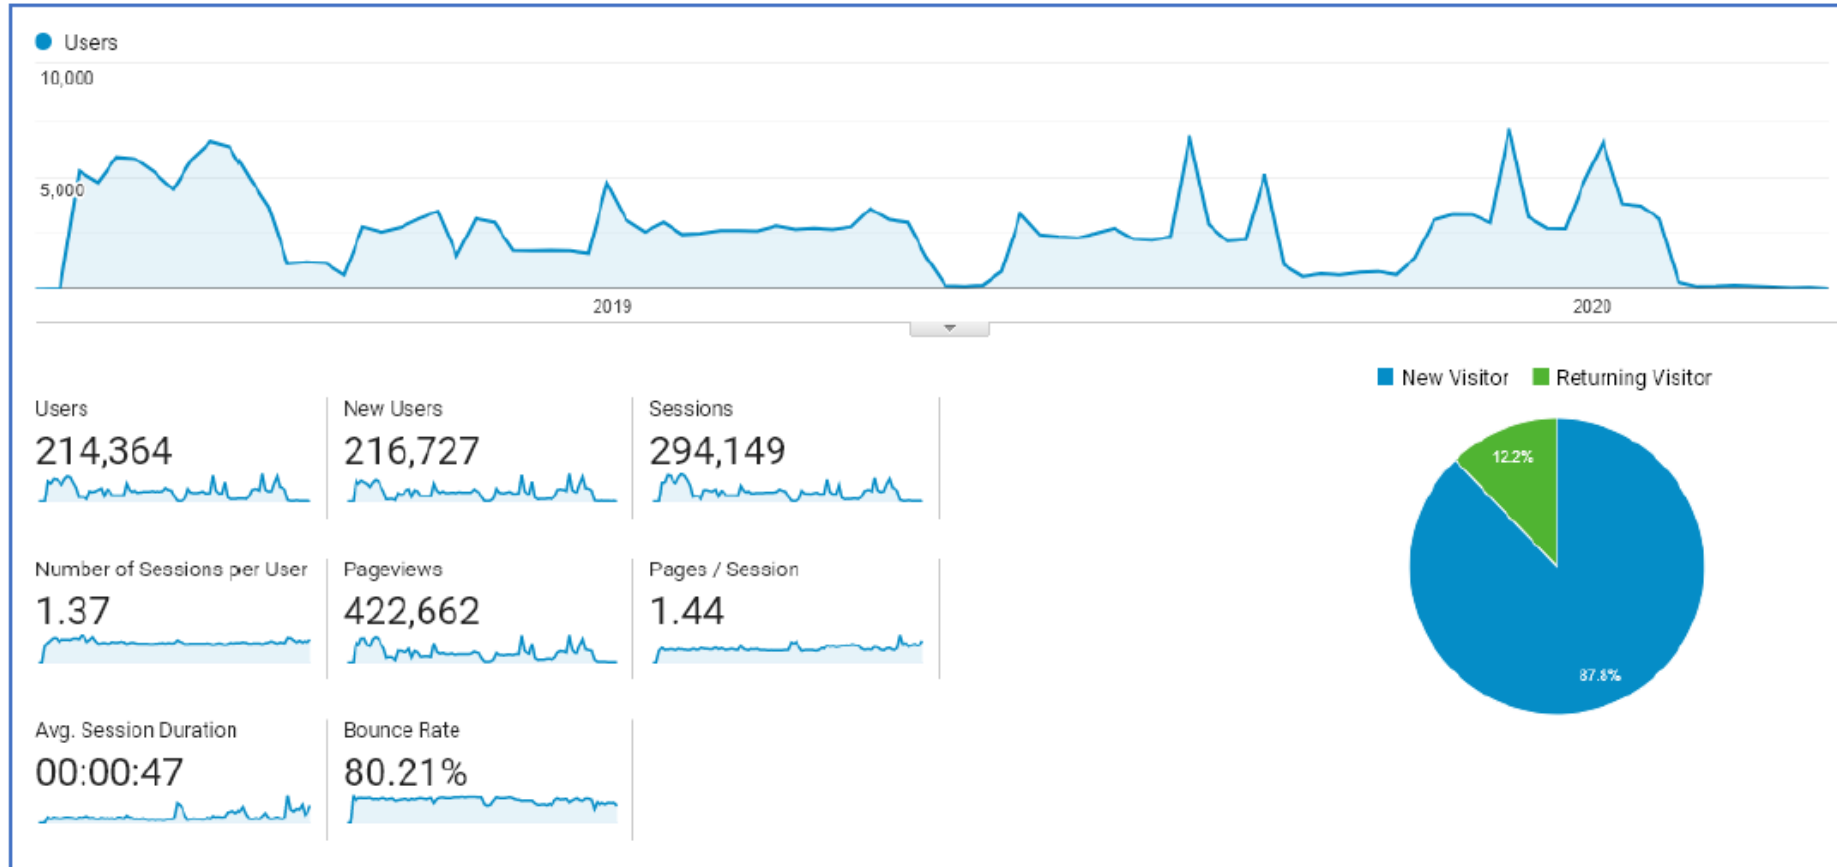 Users
10,000
5,000
2019
2020
New Visitor Returning Visitor
Users
214,364
New Users
216,727
Sessions
294,149
Number of Sessions per User
1.37
Pageviews
422,662
Pages / Session
1.44
Avg. Session Duration
00:00:47
Bounce Rate
80.21%
12.2%
87.8%